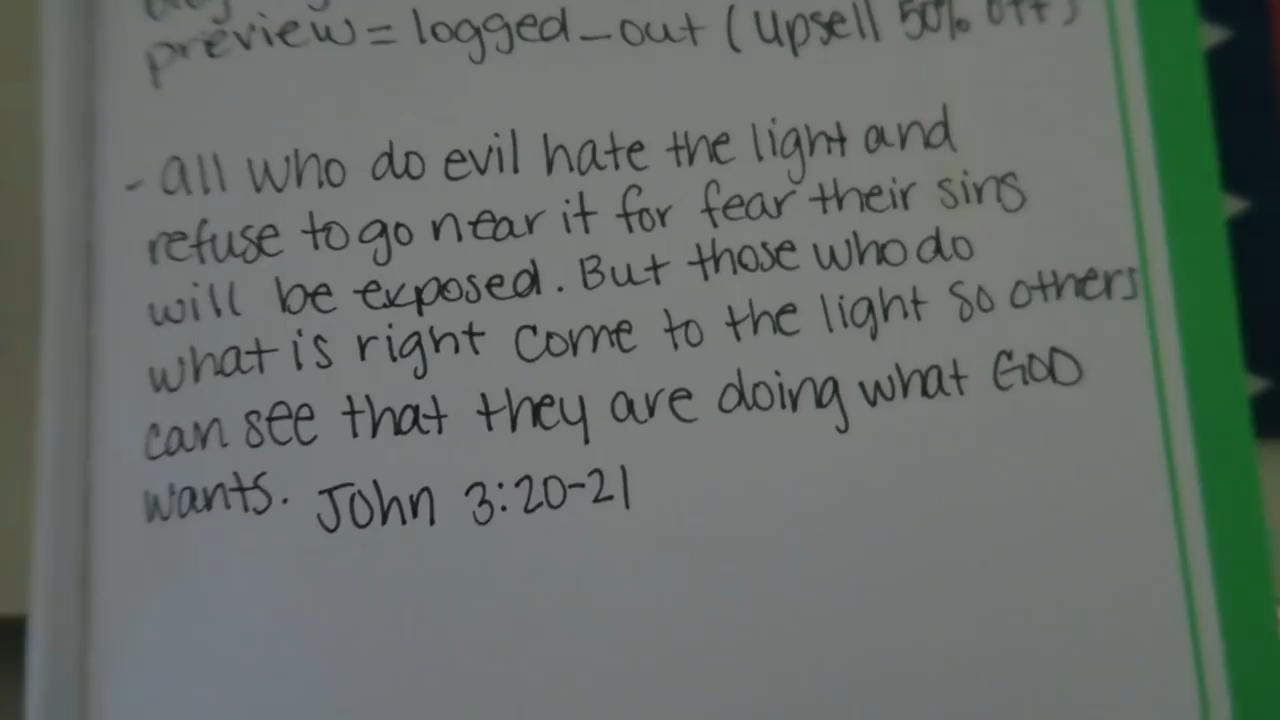 preview = logged_out (upsell 50% off)
- all who do evil hate the light and
refuse to go near it for fear their sins
will be exposed. But those who do
what is right come to the light so others
can see that they are doing what GOD
wants. John 3:20-21